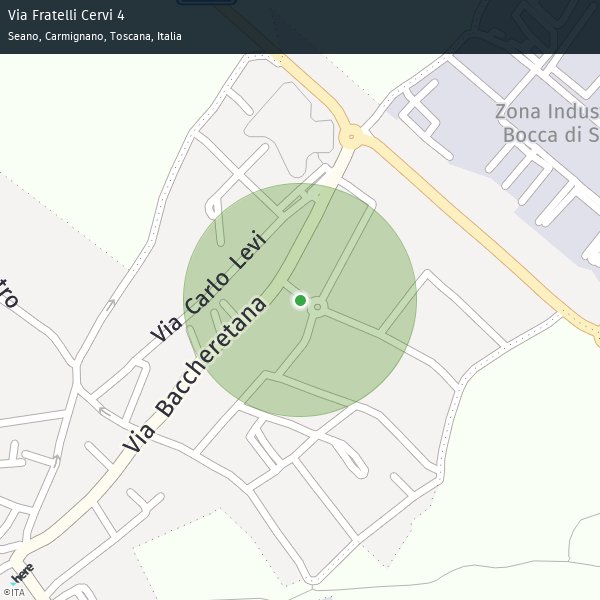 Via Fratelli Cervi 4
Seano, Carmignano, Toscana, Italia
Zona Indus
Bocca di S
Via Carlo Levi
tro
Via Baccheretana
here
©ITA